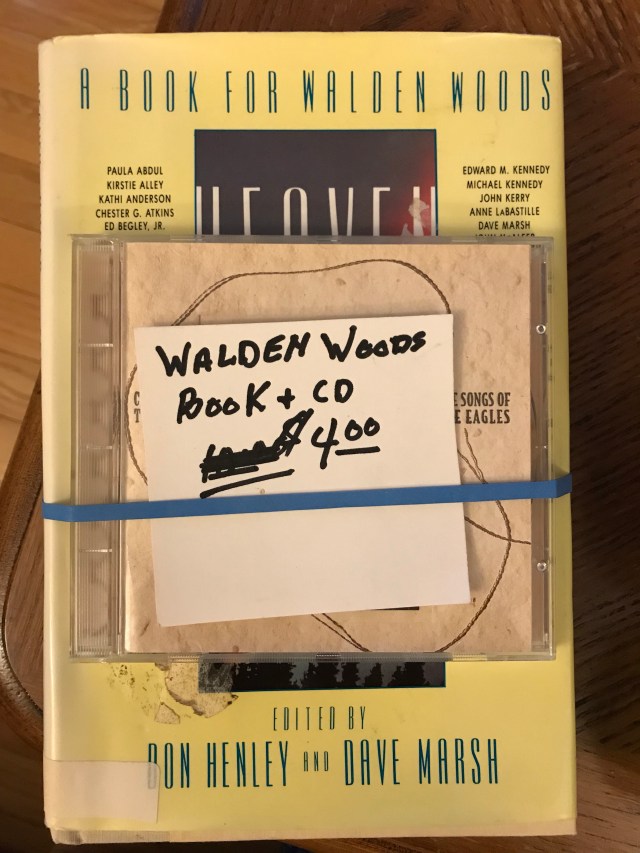 A BOOK FOR WALDEN WOODS
PAULA ABDUL
KIRSTIE ALLEY
KATHI ANDERSON
CHESTER G. ATKINS
ED BEGLEY, JR.
HEAVEN
EDWARD M. KENNEDY
MICHAEL KENNEDY
JOHN KERRY
ANNE LABASTILLE
DAVE MARSH
WALDEN WOODS
BOOK + CD
$4.00
SONGS OF
EAGLES
EDITED BY
DON HENLEY AND DAVE MARSH